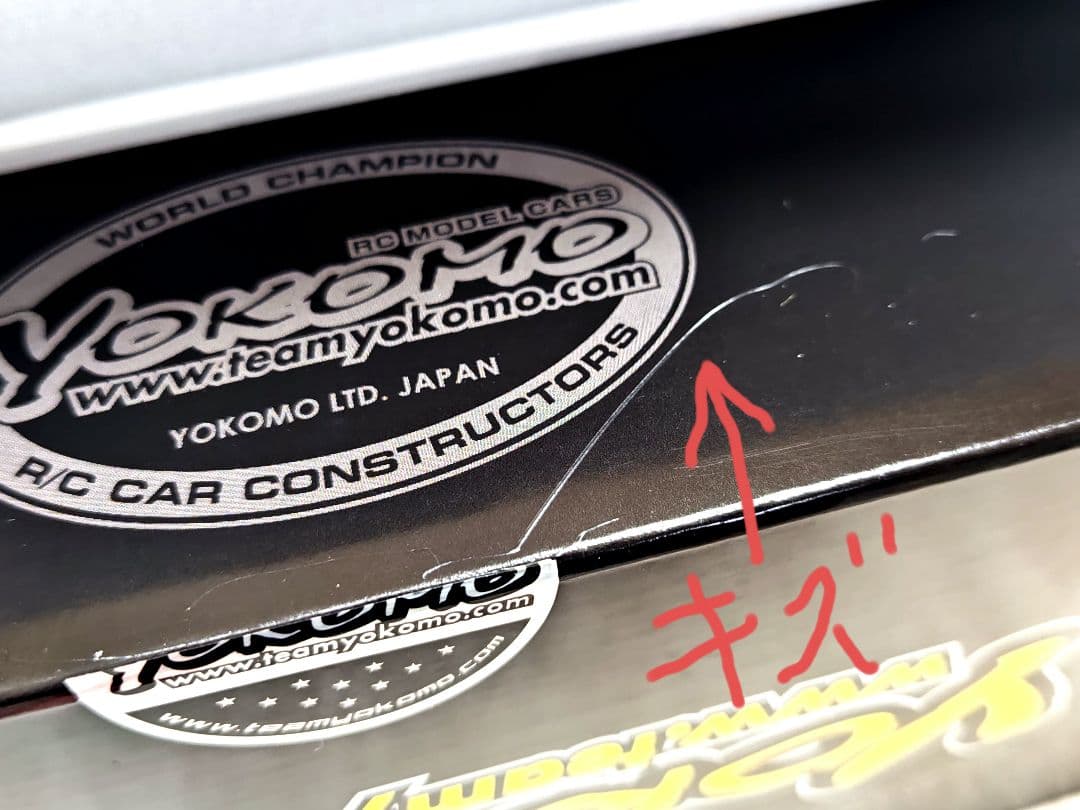 WORLD CHAMPION
RC MODEL CARS
YOKOMO
www.teamyokomo.com
YOKOMO LTD. JAPAN
R/C CAR CONSTRUCTORS
キズ
YOKOMO
www.teamyokomo.com
www.teamyokomo.com